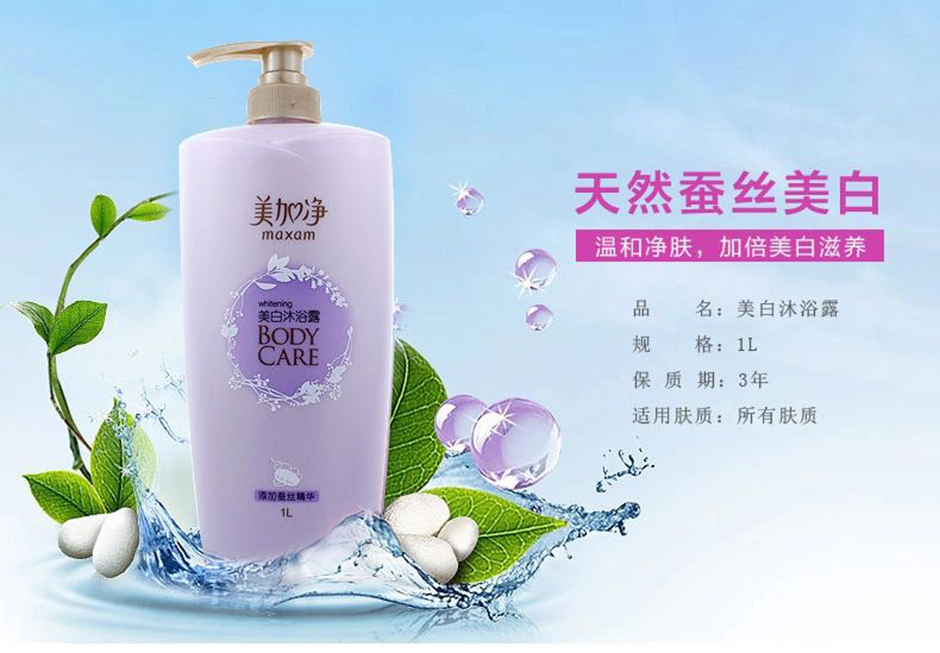 美加净
maxam
whitening
美白沐浴露
BODY
CARE
添加蚕丝精华
1L
天然蚕丝美白
温和净肤，加倍美白滋养
品 名：美白沐浴露
规 格：1L
保 质 期：3年
适用肤质：所有肤质